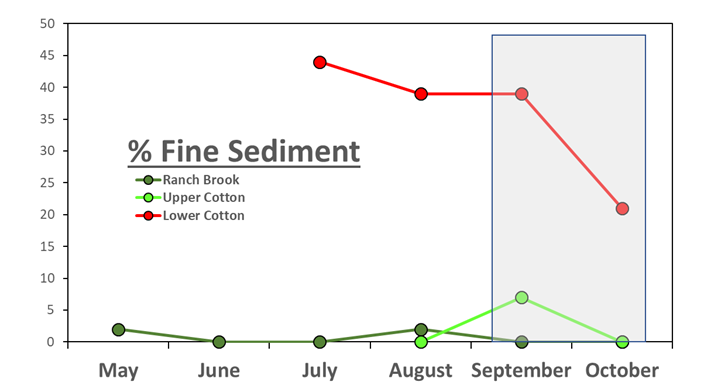 50
45
40
35
30
25
20
15
10
5
0
% Fine Sediment
Ranch Brook
Upper Cotton
Lower Cotton
May June July August September October